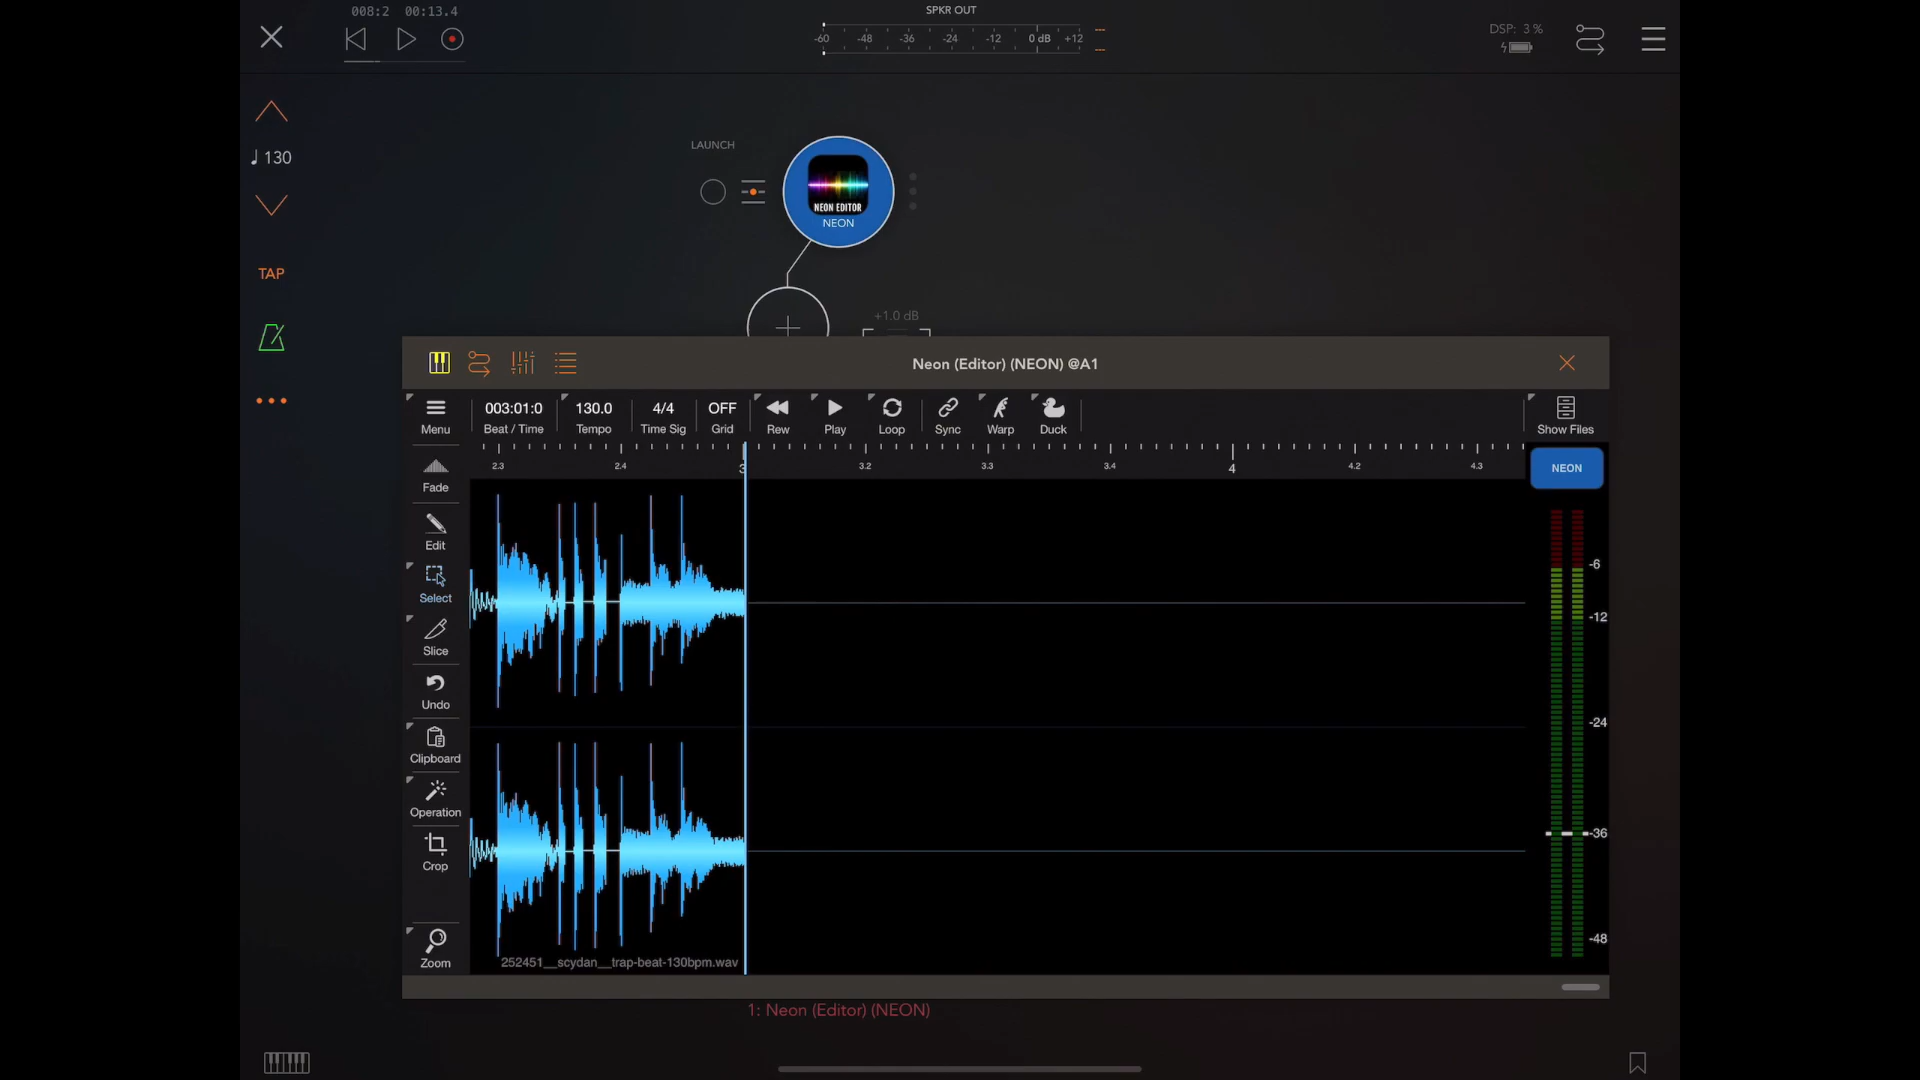 008:2 00:13.4
SPKR OUT
-60 -48 -36 -24 -12 0 dB +12
DSP: 3 %
♩ 130
TAP
LAUNCH
NEON EDITOR
NEON
+1.0 dB
Neon (Editor) (NEON) @A1
Menu
003:01:0
Beat / Time
130.0
Tempo
4/4
Time Sig
OFF
Grid
Rew
Play
Loop
Sync
Warp
Duck
Show Files
2.3 2.4 3 3.2 3.3 3.4 4 4.2 4.3
NEON
Fade
Edit
Select
Slice
Undo
Clipboard
Operation
Crop
Zoom
-6
-12
-24
-36
-48
252451__scydan__trap-beat-130bpm.wav
1: Neon (Editor) (NEON)